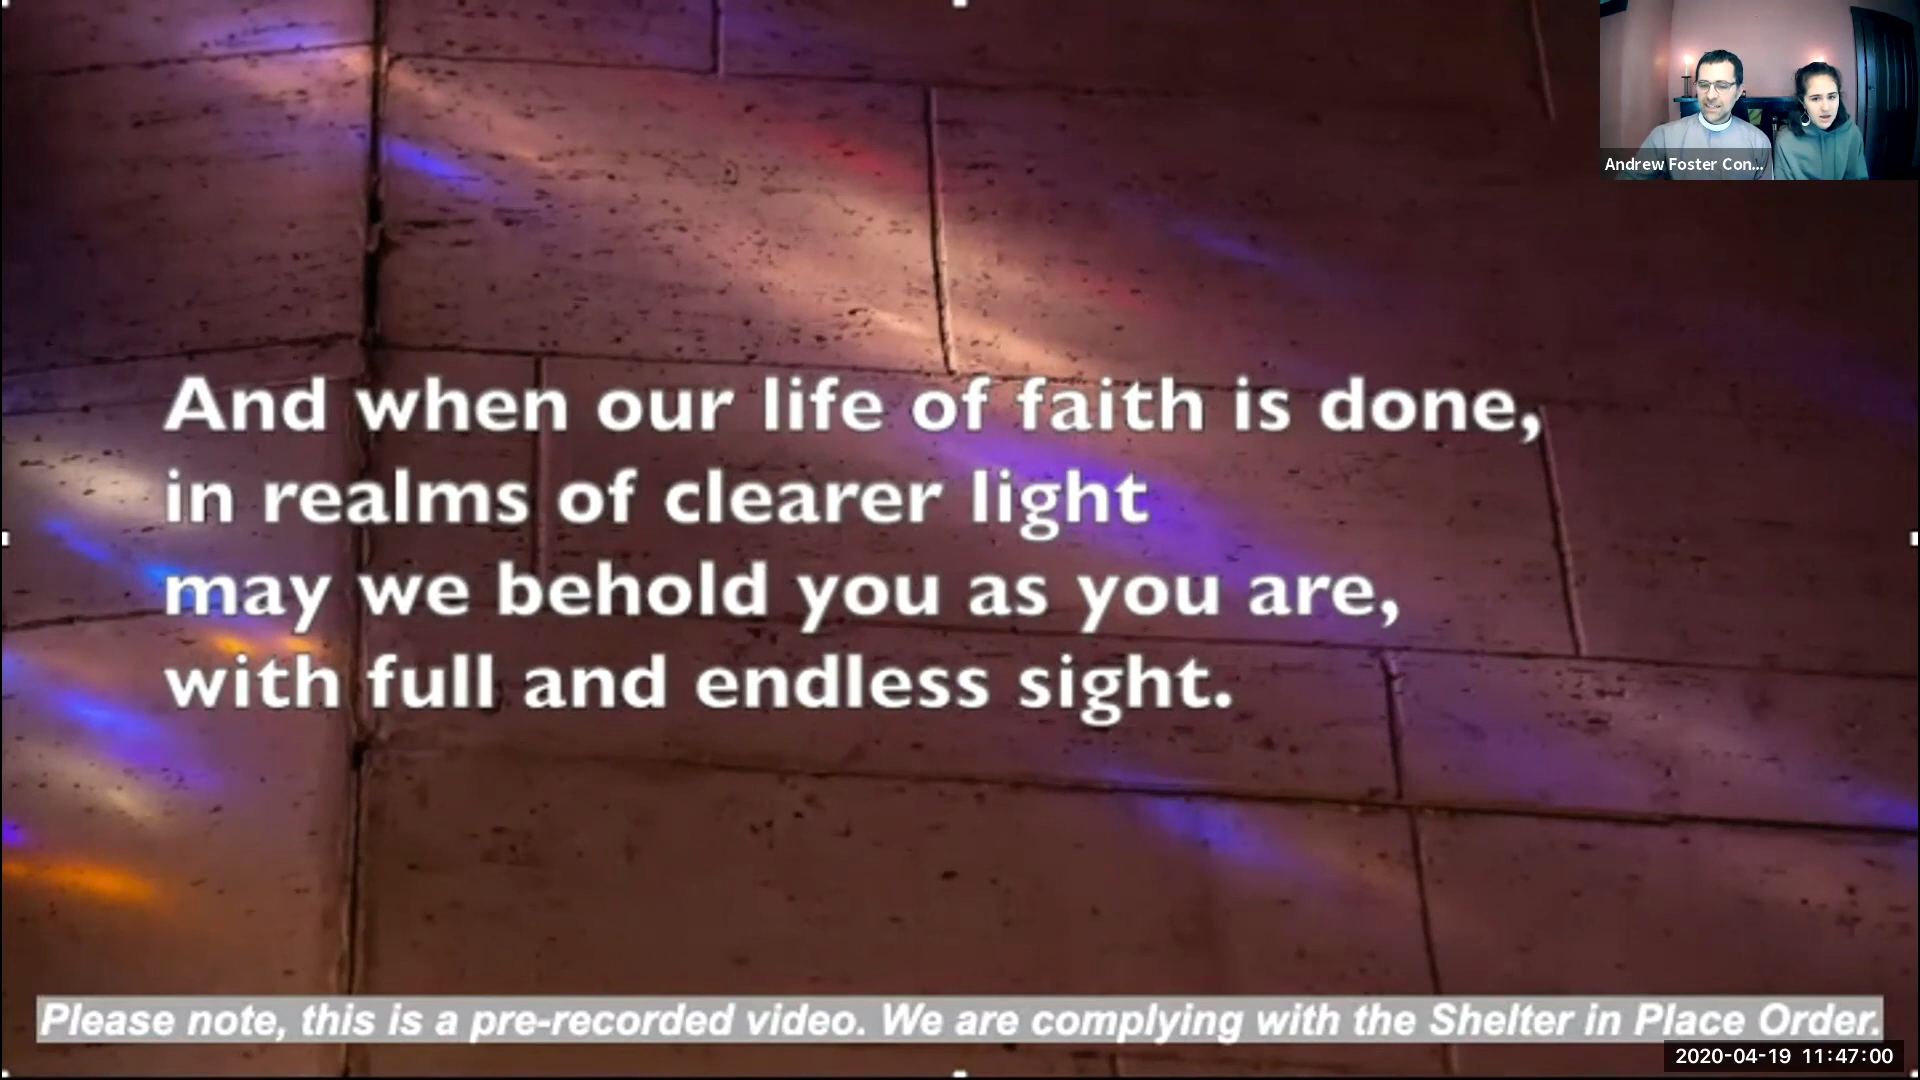 Andrew Foster Con...
And when our life of faith is done,
in realms of clearer light
may we behold you as you are,
with full and endless sight.
Please note, this is a pre-recorded video. We are complying with the Shelter in Place Order.
2020-04-19 11:47:00